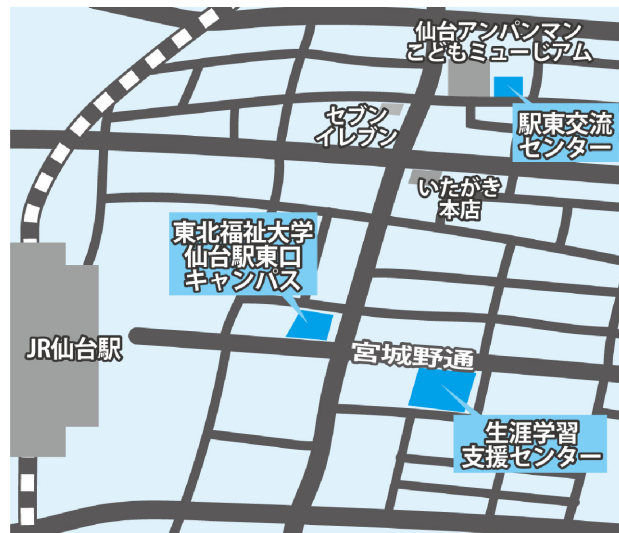 仙台アンパンマン
こどもミューじアム
セブン
イレブン
駅東交流
センター
いたがき
本店
東北福祉大学
仙台駅東口
キャンパス
JR仙台駅
宮城野通
生涯学習
支援センター